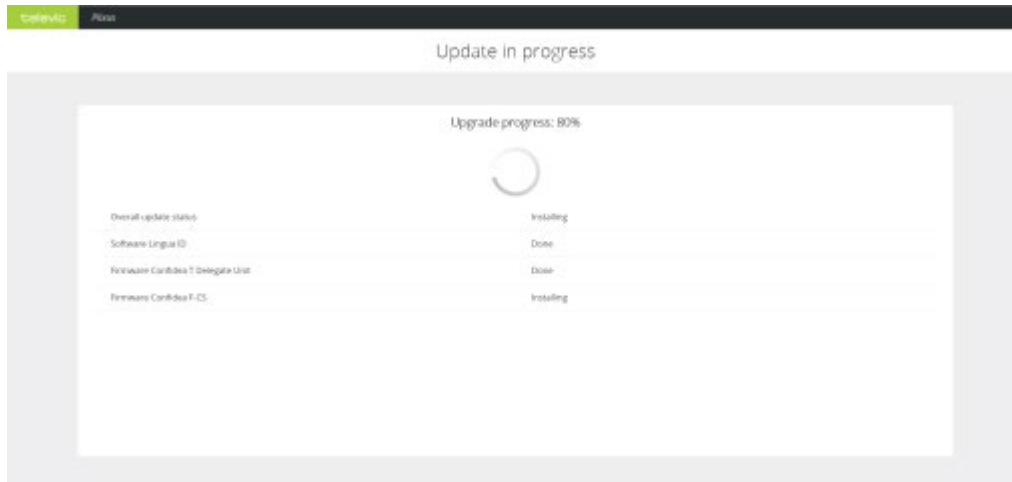 televic Plixus
Update in progress
Upgrade progress: 80%
Overall update status Installing
Software Lingua ID Done
Firmware Confidea T Delegate Unit Done
Firmware Confidea F-CS Installing